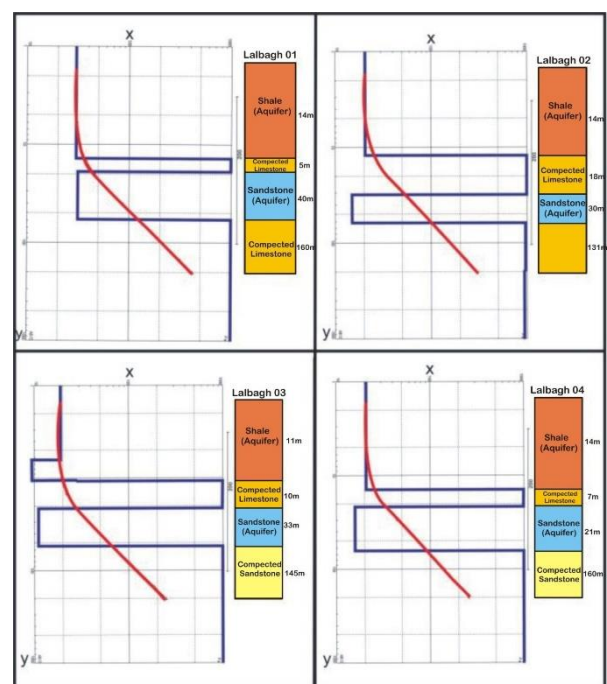 X
Lalbagh 01
Shale
(Aquifer)
14m
Compected
Limestone
5m
Sandstone
(Aquifer)
40m
Compected
Limestone
160m
y
X
Lalbagh 02
Shale
(Aquifer)
14m
Compected
Limestone
18m
Sandstone
(Aquifer)
30m
131m
y
X
Lalbagh 03
Shale
(Aquifer)
11m
Compected
Limestone
10m
Sandstone
(Aquifer)
33m
Compected
Sandstone
145m
y
X
Lalbagh 04
Shale
(Aquifer)
14m
Compected
Limestone
7m
Sandstone
(Aquifer)
21m
Compected
Sandstone
160m
y